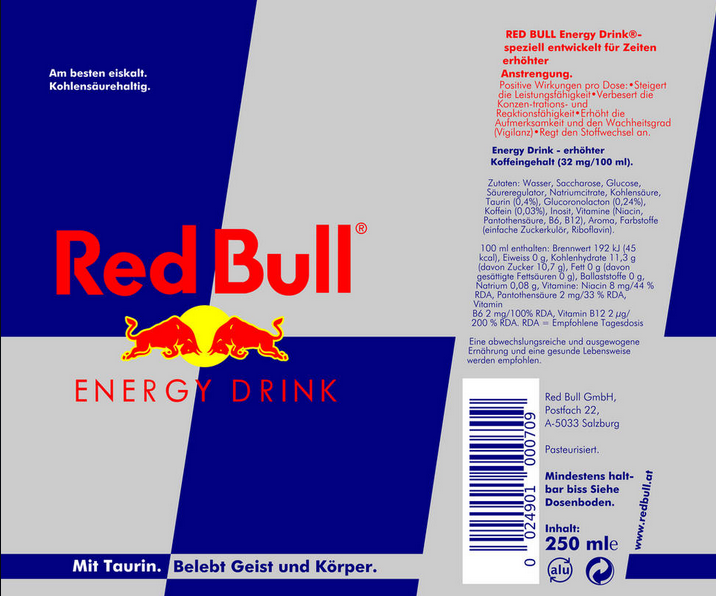 Am besten eiskalt.
Kohlensäurehaltig.
Red Bull®
ENERGY DRINK
Mit Taurin. Belebt Geist und Körper.
RED BULL Energy Drink®-
speziell entwickelt für Zeiten
erhöhter
Anstrengung.
Positive Wirkungen pro Dose:•Steigert
die Leistungsfähigkeit•Verbesert die
Konzen-trations- und
Reaktionsfähigkeit•Erhöht die
Aufmerksamkeit und den Wachheitsgrad
(Vigilanz)•Regt den Stoffwechsel an.
Energy Drink - erhöhter
Koffeingehalt (32 mg/100 ml).
Zutaten: Wasser, Saccharose, Glucose,
Säureregulator, Natriumcitrate, Kohlensäure,
Taurin (0,4%), Glucoronolacton (0,24%),
Koffein (0,03%), Inosit, Vitamine (Niacin,
Pantothensäure, B6, B12), Aroma, Farbstoffe
(einfache Zuckerkulör, Riboflavin).
100 ml enthalten: Brennwert 192 kJ (45
kcal), Eiweiss 0 g, Kohlenhydrate 11,3 g
(davon Zucker 10,7 g), Fett 0 g (davon
gesättigte Fettsäuren 0 g), Ballaststoffe 0 g,
Natrium 0,08 g, Vitamine: Niacin 8 mg/44 %
RDA, Pantothensäure 2 mg/33 % RDA,
Vitamin
B6 2 mg/100% RDA, Vitamin B12 2 µg/
200 % RDA. RDA = Empfohlene Tagesdosis
Eine abwechslungsreiche und ausgewogene
Ernährung und eine gesunde Lebensweise
werden empfohlen.
0 024901 000709
Red Bull GmbH,
Postfach 22,
A-5033 Salzburg
Pasteurisiert.
Mindestens halt-
bar biss Siehe
Dosenboden.
Inhalt:
250 ml℮
alu
www.redbull.at